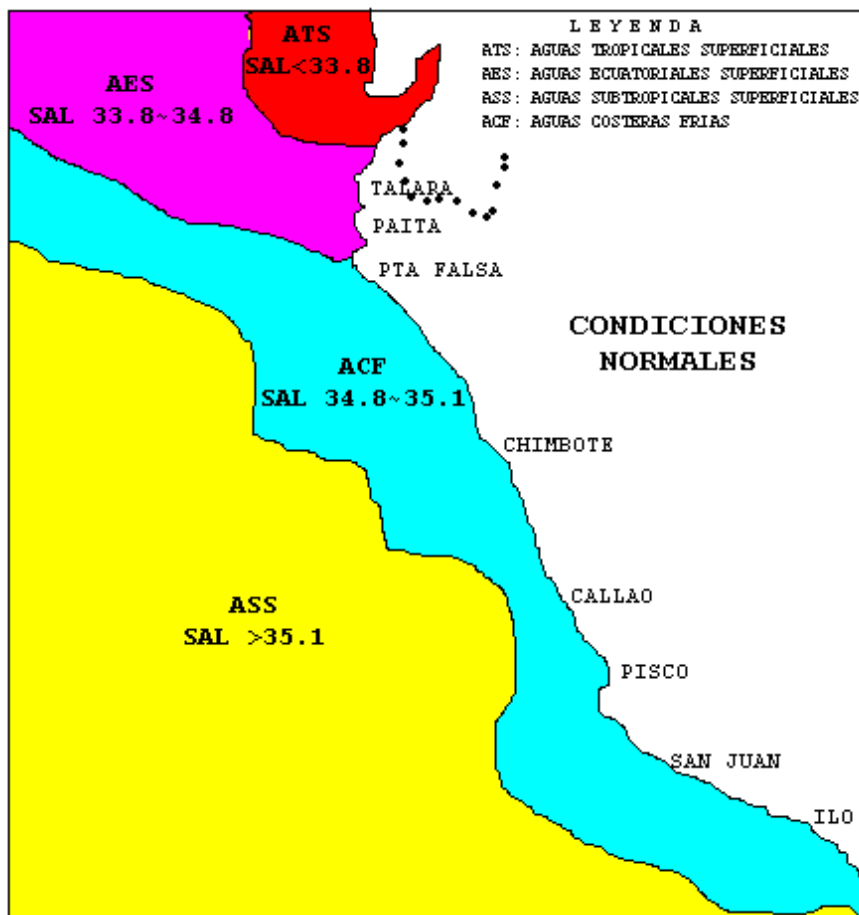 L E Y E N D A
ATS: AGUAS TROPICALES SUPERFICIALES
AES: AGUAS ECUATORIALES SUPERFICIALES
ASS: AGUAS SUBTROPICALES SUPERFICIALES
ACF: AGUAS COSTERAS FRIAS
ATS
SAL<33.8
AES
SAL 33.8~34.8
TALARA
PAITA
PTA FALSA
CONDICIONES
NORMALES
ACF
SAL 34.8~35.1
CHIMBOTE
CALLAO
ASS
SAL >35.1
PISCO
SAN JUAN
ILO